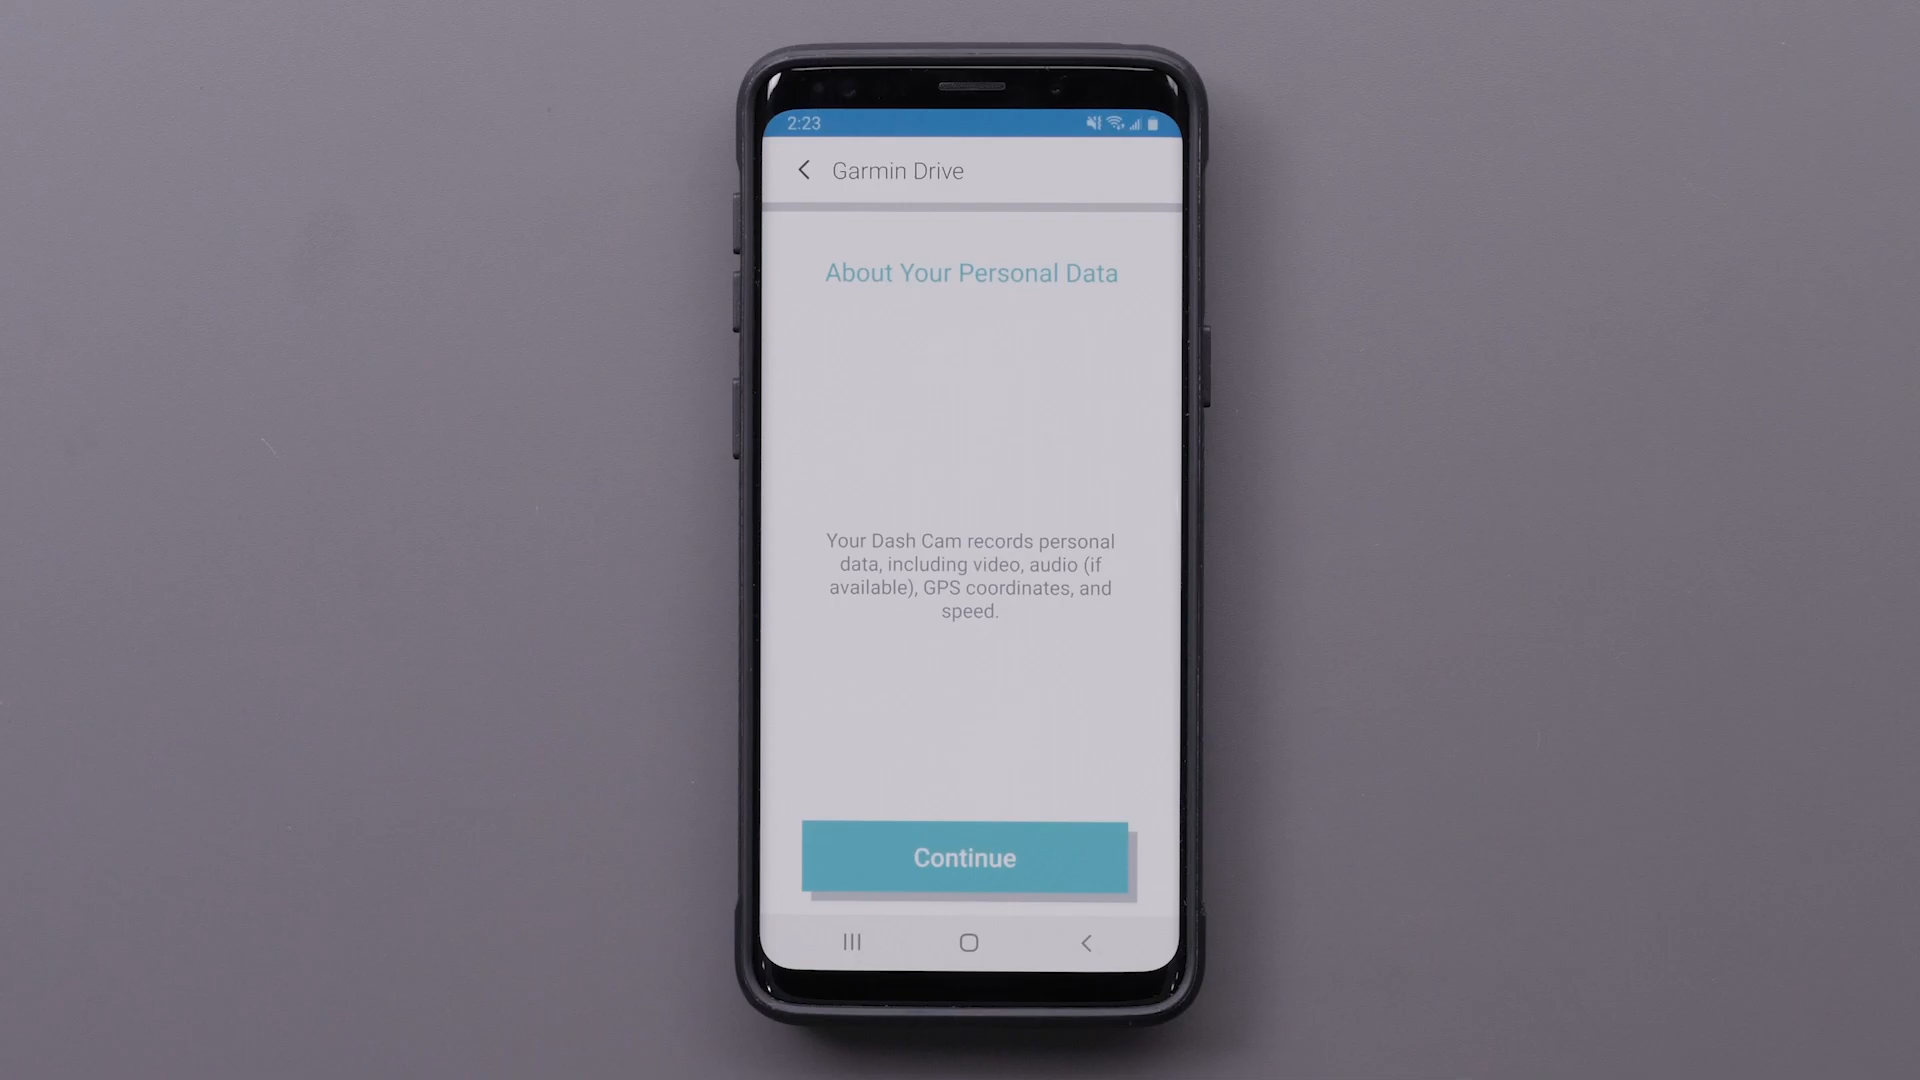 2:23
Garmin Drive
About Your Personal Data
Your Dash Cam records personal
data, including video, audio (if
available), GPS coordinates, and
speed.
Continue